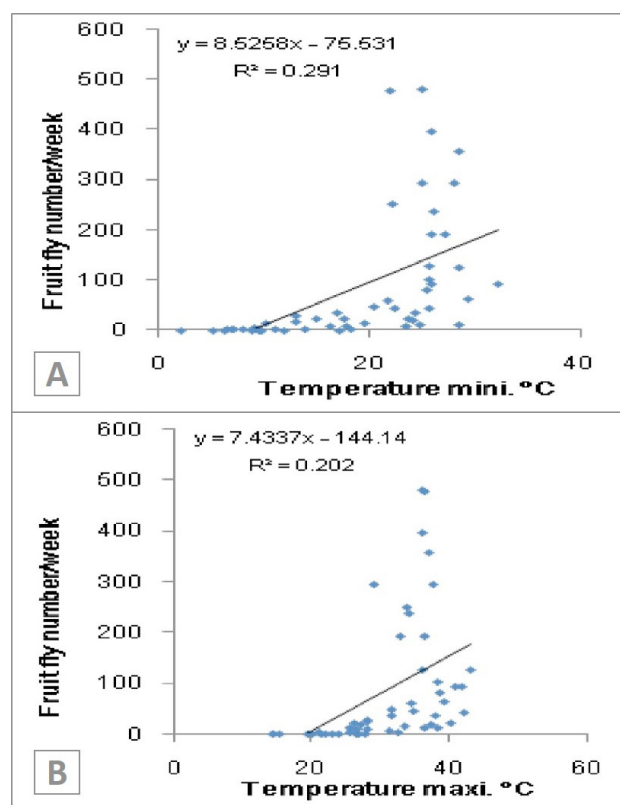 600
y = 8.5258x - 75.531
R² = 0.291
500
400
300
200
100
0
Fruit fly number/week
0
20
40
A
Temperature mini. ºC
600
y = 7.4337x - 144.14
R² = 0.202
500
400
300
200
100
0
Fruit fly number/week
0
20
40
60
B
Temperature maxi. ºC